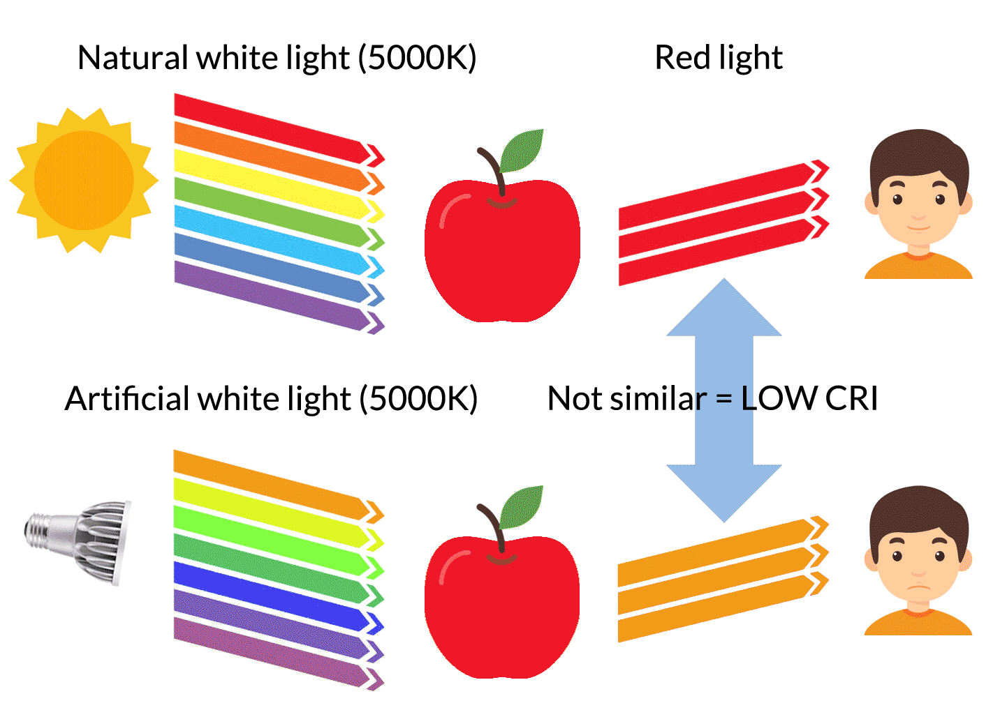 Natural white light (5000K)
Red light
Artificial white light (5000K)
Not similar = LOW CRI